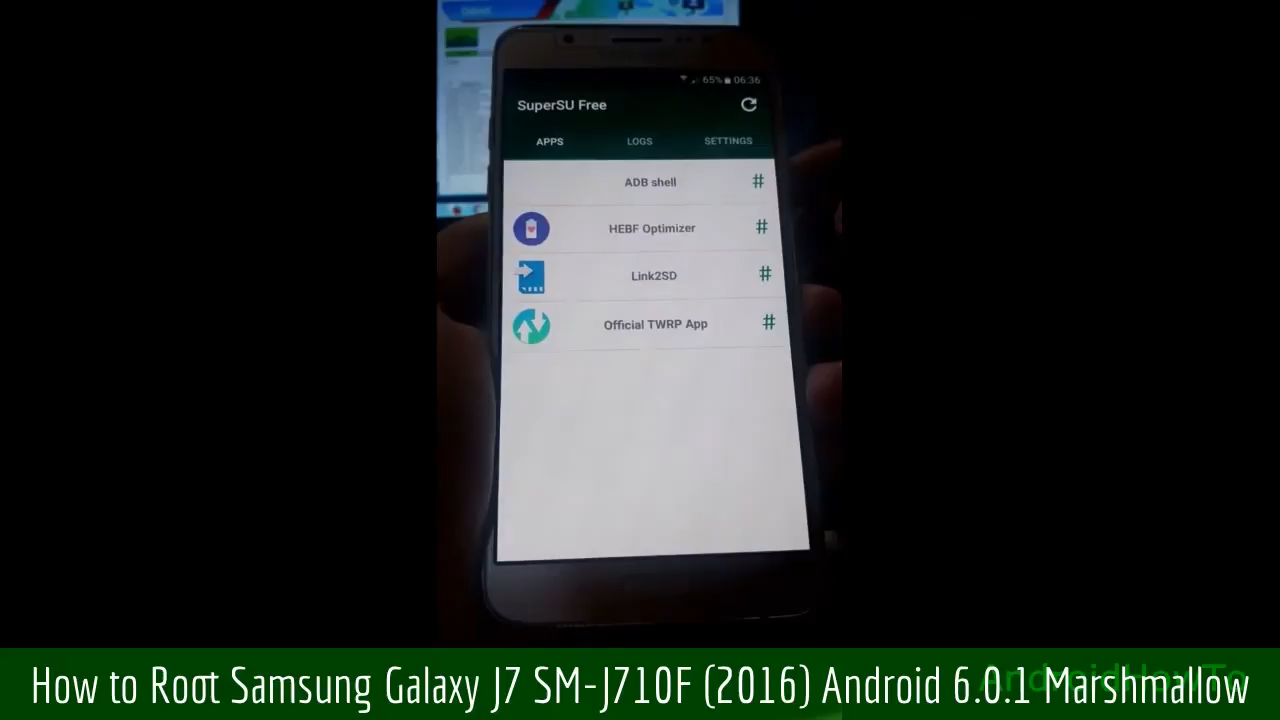 65% 06:36
SuperSU Free
APPS LOGS SETTINGS
ADB shell #
HEBF Optimizer #
Link2SD #
Official TWRP App #
How to Root Samsung Galaxy J7 SM-J710F (2016) Android 6.0.1 Marshmallow
AndroidHowTo